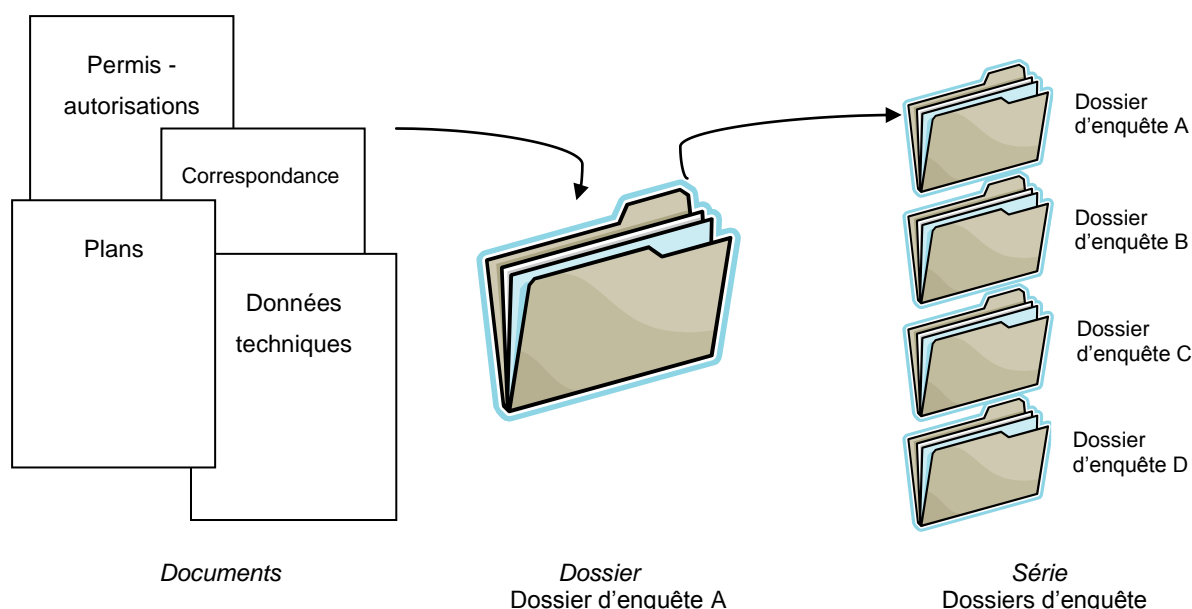 Permis -
autorisations
Correspondance
Plans
Données
techniques
Dossier
d’enquête A
Dossier
d’enquête B
Dossier
d’enquête C
Dossier
d’enquête D
Documents
Dossier
Dossier d’enquête A
Série
Dossiers d’enquête